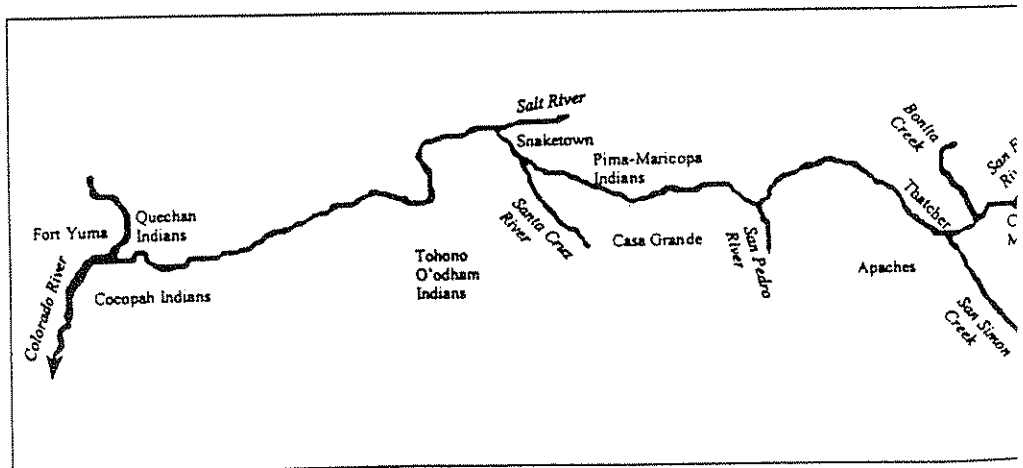 Salt River
Snaketown
Bonita
Creek
Pima-Maricopa
Indians
Quechan
Indians
Fort Yuma
Thatcher
Santa Cruz
River
Casa Grande
San Pedro
River
Tohono
O'odham
Indians
Apaches
Cocopah Indians
Colorado River
San Simon
Creek
San